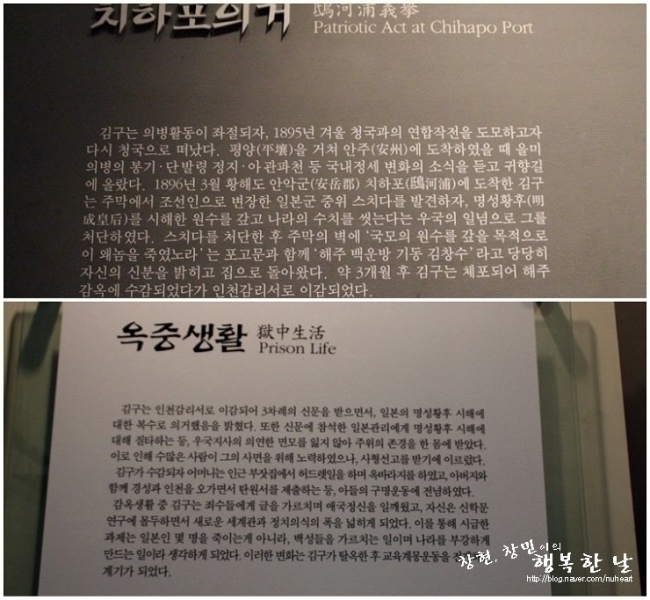 치하포의거 鴟河浦義擧
Patriotic Act at Chihapo Port
김구는 의병활동이 좌절되자, 1895년 겨울 청국과의 연합작전을 도모하고자
다시 청국으로 떠났다. 평양(平壤)을 거쳐 안주(安州)에 도착하였을 때 을미
의병의 봉기·단발령 정지·아관파천 등 국내정세 변화의 소식을 듣고 귀향길
에 올랐다. 1896년 3월 황해도 안악군(安岳郡) 치하포(鴟河浦)에 도착한 김구
는 주막에서 조선인으로 변장한 일본군 중위 스치다를 발견하자, 명성황후(明
成皇后)를 시해한 원수를 갚고 나라의 수치를 씻는다는 우국의 일념으로 그를
처단하였다. 스치다를 처단한 후 주막의 벽에 '국모의 원수를 갚을 목적으로
이 왜놈을 죽였노라'는 포고문과 함께 '해주 백운방 기동 김창수'라고 당당히
자신의 신분을 밝히고 집으로 돌아왔다. 약 3개월 후 김구는 체포되어 해주
감옥에 수감되었다가 인천감리서로 이감되었다.
옥중생활 獄中生活
Prison Life
김구는 인천감리서로 이감되어 3차례의 신문을 받으면서, 일본의 명성황후 시해에
대한 복수로 의거했음을 밝혔다. 또한 신문에 참석한 일본관리에게 명성황후 시해에
대해 질타하는 등, 우국지사의 의연한 면모를 잃지 않아 주위의 존경을 한 몸에 받았다.
이로 인해 수많은 사람이 그의 사면을 위해 노력하였으나, 사형선고를 받기에 이르렀다.
김구가 수감되자 어머니는 인근 부잣집에서 허드렛일을 하며 옥바라지를 하였고, 아버지와
함께 경성과 인천을 오가면서 탄원서를 제출하는 등, 아들의 구명운동에 전념하였다.
감옥생활 중 김구는 죄수들에게 글을 가르치며 애국정신을 일깨웠고, 자신은 신학문
연구에 몰두하면서 새로운 세계관과 정치의식의 폭을 넓히게 되었다. 이를 통해 시급한
과제는 일본인 몇 명을 죽이는게 아니라, 백성들을 가르치는 일이며 나라를 부강하게
만드는 일이라 생각하게 되었다. 이러한 변화는 김구가 탈옥한 후 교육계몽운동을
계기가 되었다.
창현, 창민이의
행복한 날
http://blog.naver.com/nuheart